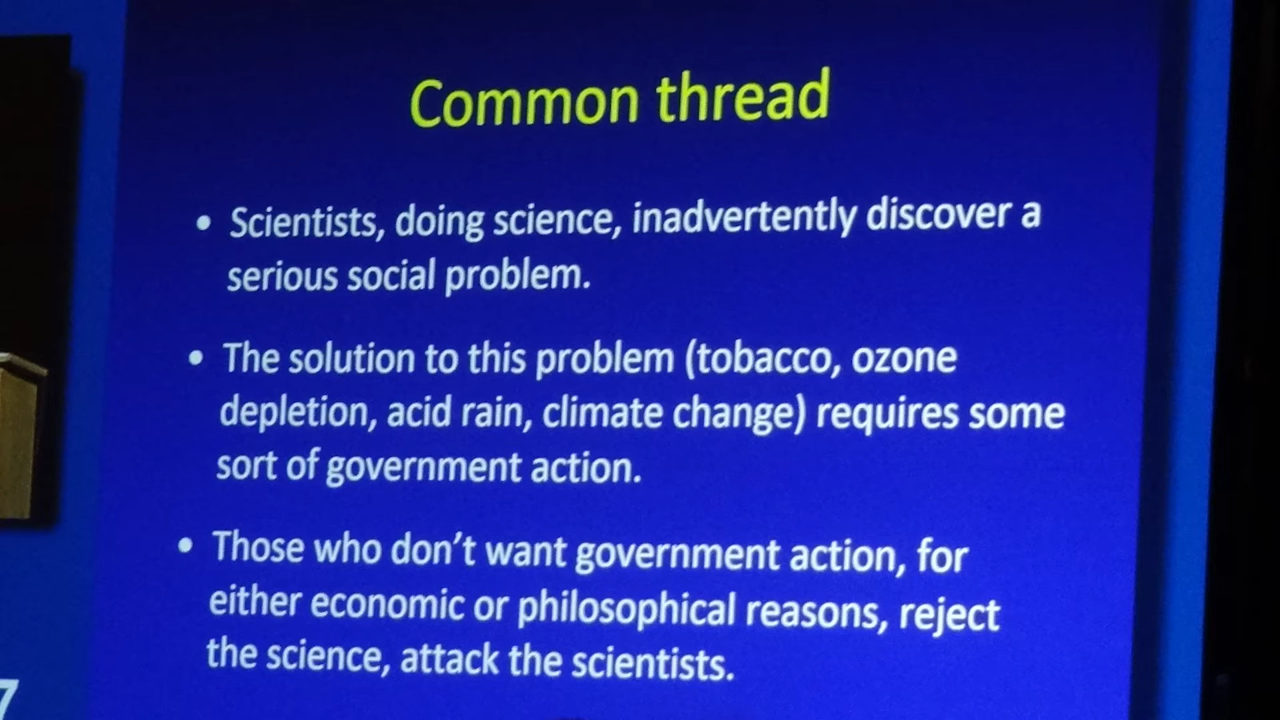 Common thread
• Scientists, doing science, inadvertently discover a
serious social problem.
• The solution to this problem (tobacco, ozone
depletion, acid rain, climate change) requires some
sort of government action.
• Those who don't want government action, for
either economic or philosophical reasons, reject
the science, attack the scientists.
7